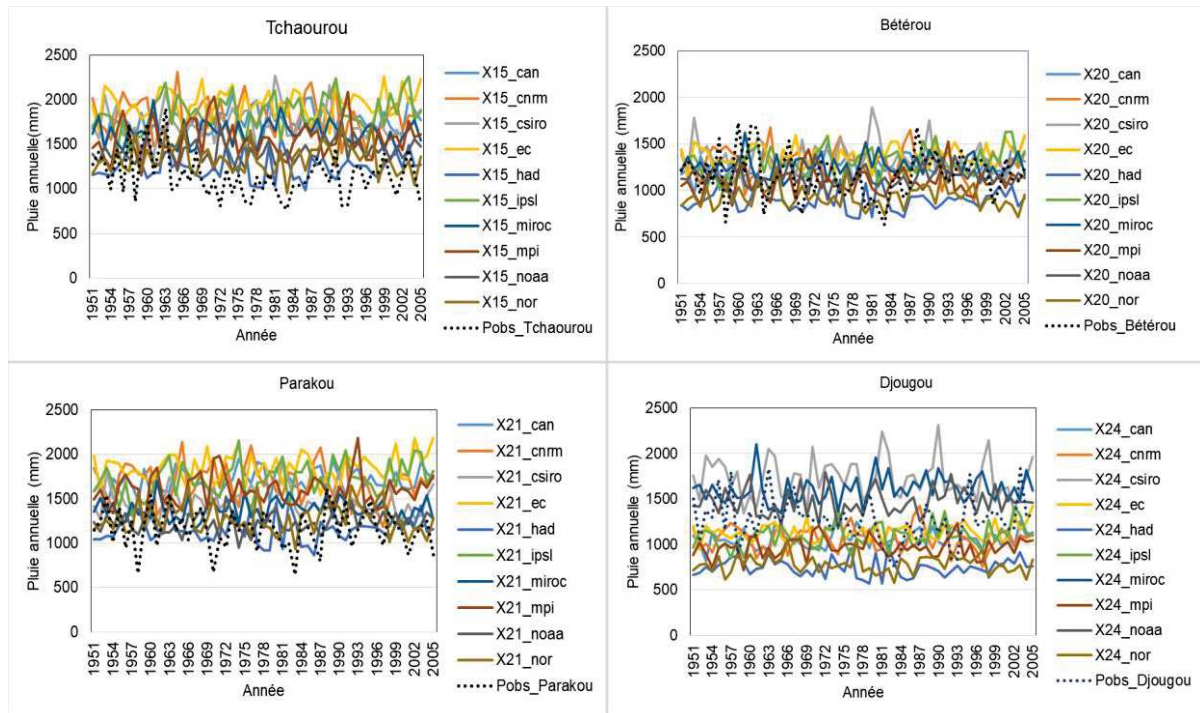 Tchaourou
Pluie annuelle(mm)
2500
2000
1500
1000
500
0
1951
1954
1957
1960
1963
1966
1969
1972
1975
1978
1981
1984
1987
1990
1993
1996
1999
2002
2005
Année
X15_can
X15_cnrm
X15_csiro
X15_ec
X15_had
X15_ipsl
X15_miroc
X15_mpi
X15_noaa
X15_nor
Pobs_Tchaourou
Bétérou
Pluie annuelle (mm)
2500
2000
1500
1000
500
0
1951
1954
1957
1960
1963
1966
1969
1972
1975
1978
1981
1984
1987
1990
1993
1996
1999
2002
2005
Année
X20_can
X20_cnrm
X20_csiro
X20_ec
X20_had
X20_ipsl
X20_miroc
X20_mpi
X20_noaa
X20_nor
Pobs_Bétérou
Parakou
Pluie annuelle (mm)
2500
2000
1500
1000
500
0
1951
1954
1957
1960
1963
1966
1969
1972
1975
1978
1981
1984
1987
1990
1993
1996
1999
2002
2005
Année
X21_can
X21_cnrm
X21_csiro
X21_ec
X21_had
X21_ipsl
X21_miroc
X21_mpi
X21_noaa
X21_nor
Pobs_Parakou
Djougou
Pluie annuelle (mm)
2500
2000
1500
1000
500
0
1951
1954
1957
1960
1963
1966
1969
1972
1975
1978
1981
1984
1987
1990
1993
1996
1999
2002
2005
Année
X24_can
X24_cnrm
X24_csiro
X24_ec
X24_had
X24_ipsl
X24_miroc
X24_mpi
X24_noaa
X24_nor
Pobs_Djougou